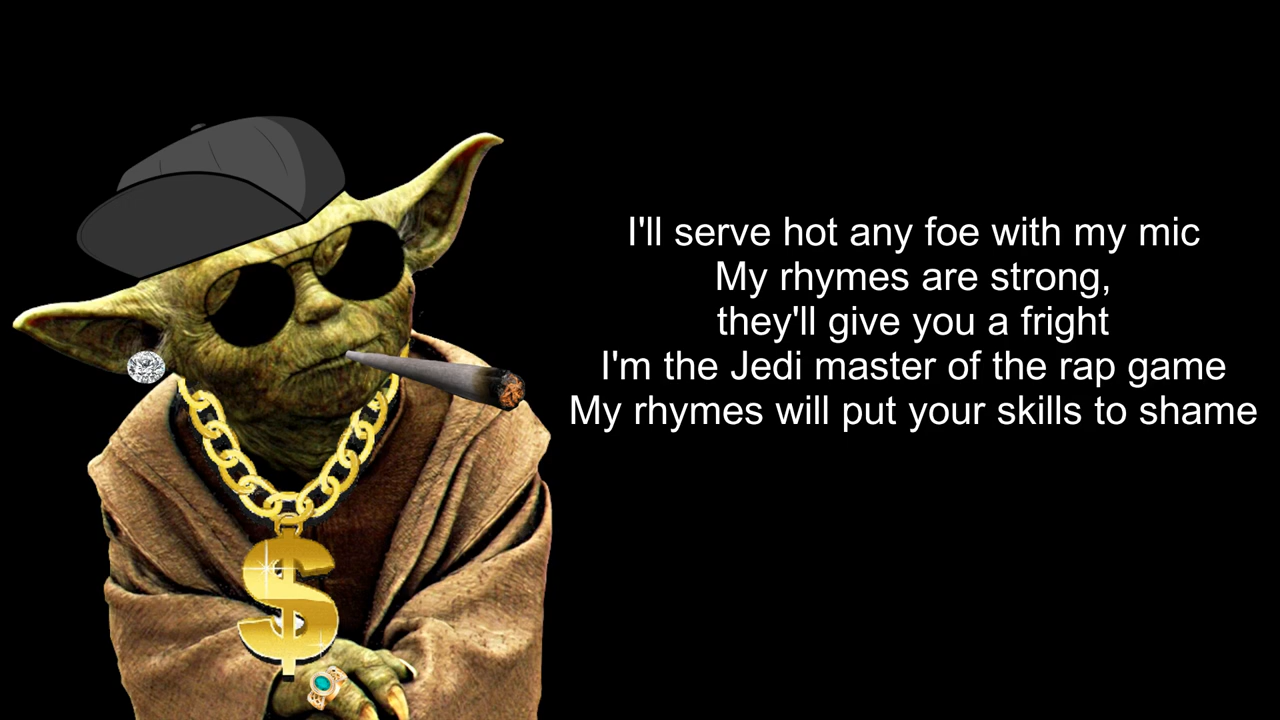 I'll serve hot any foe with my mic
My rhymes are strong,
they'll give you a fright
I'm the Jedi master of the rap game
My rhymes will put your skills to shame